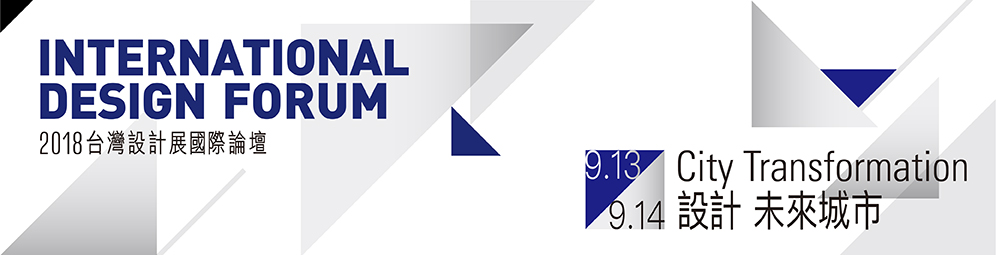 INTERNATIONAL
DESIGN FORUM
2018台灣設計展國際論壇
9.13
9.14
City Transformation
設計 未來城市